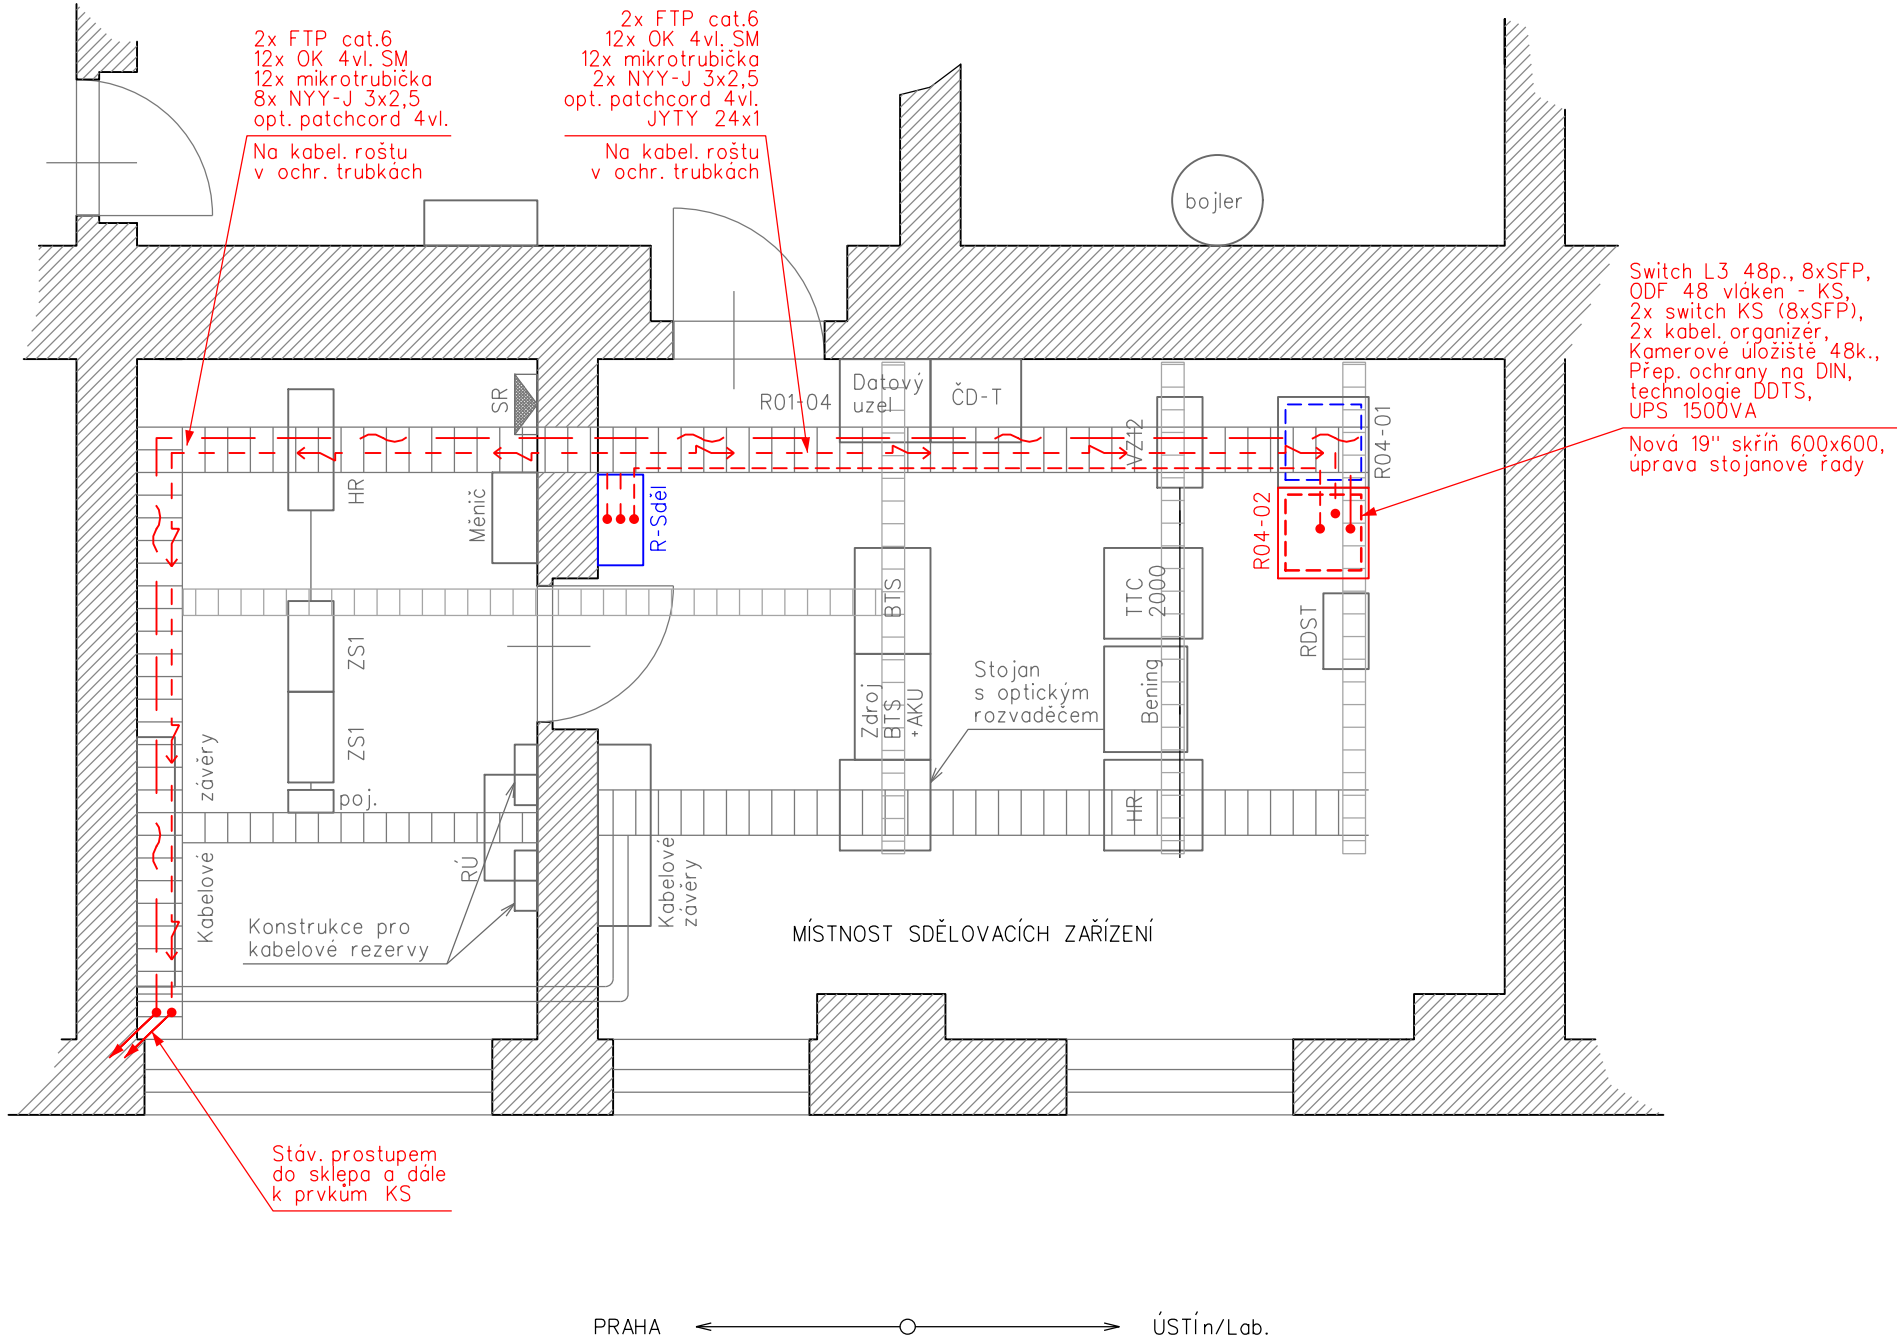 2x FTP cat.6
12x OK 4vl. SM
12x mikrotrubička
8x NYY-J 3x2,5
opt. patchcord 4vl.
Na kabel. roštu
v ochr. trubkách
2x FTP cat.6
12x OK 4vl. SM
12x mikrotrubička
2x NYY-J 3x2,5
opt. patchcord 4vl.
JYTY 24x1
Na kabel. roštu
v ochr. trubkách
bojler
Switch L3 48p., 8xSFP,
ODF 48 vláken - KS,
2x switch KS (8xSFP),
2x kabel. organizér,
Kamerové úložiště 48k.,
Přep. ochrany na DIN,
technologie DDTS,
UPS 1500VA
Nová 19" skříň 600x600,
úprava stojanové řady
SR
R01-04
Datový
uzel
ČD-T
VZ12
R04-01
HR
Měnič
R-Sděl
R04-02
BTS
TTC
2000
RDST
ZS1
ZS1
Zdroj
BTS
+AKU
Stojan
s optickým
rozvaděčem
Bening
poj.
HR
Kabelové
závěry
RÚ
Kabelové
závěry
Konstrukce pro
kabelové rezervy
MÍSTNOST SDĚLOVACÍCH ZAŘÍZENÍ
Stáv. prostupem
do sklepa a dále
k prvkům KS
PRAHA
ÚSTÍn/Lab.